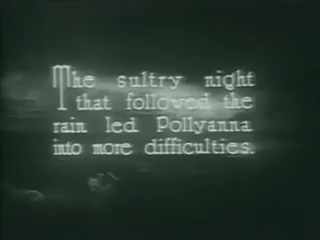 The sultry night
that followed the
rain led Pollyanna
into more difficulties.